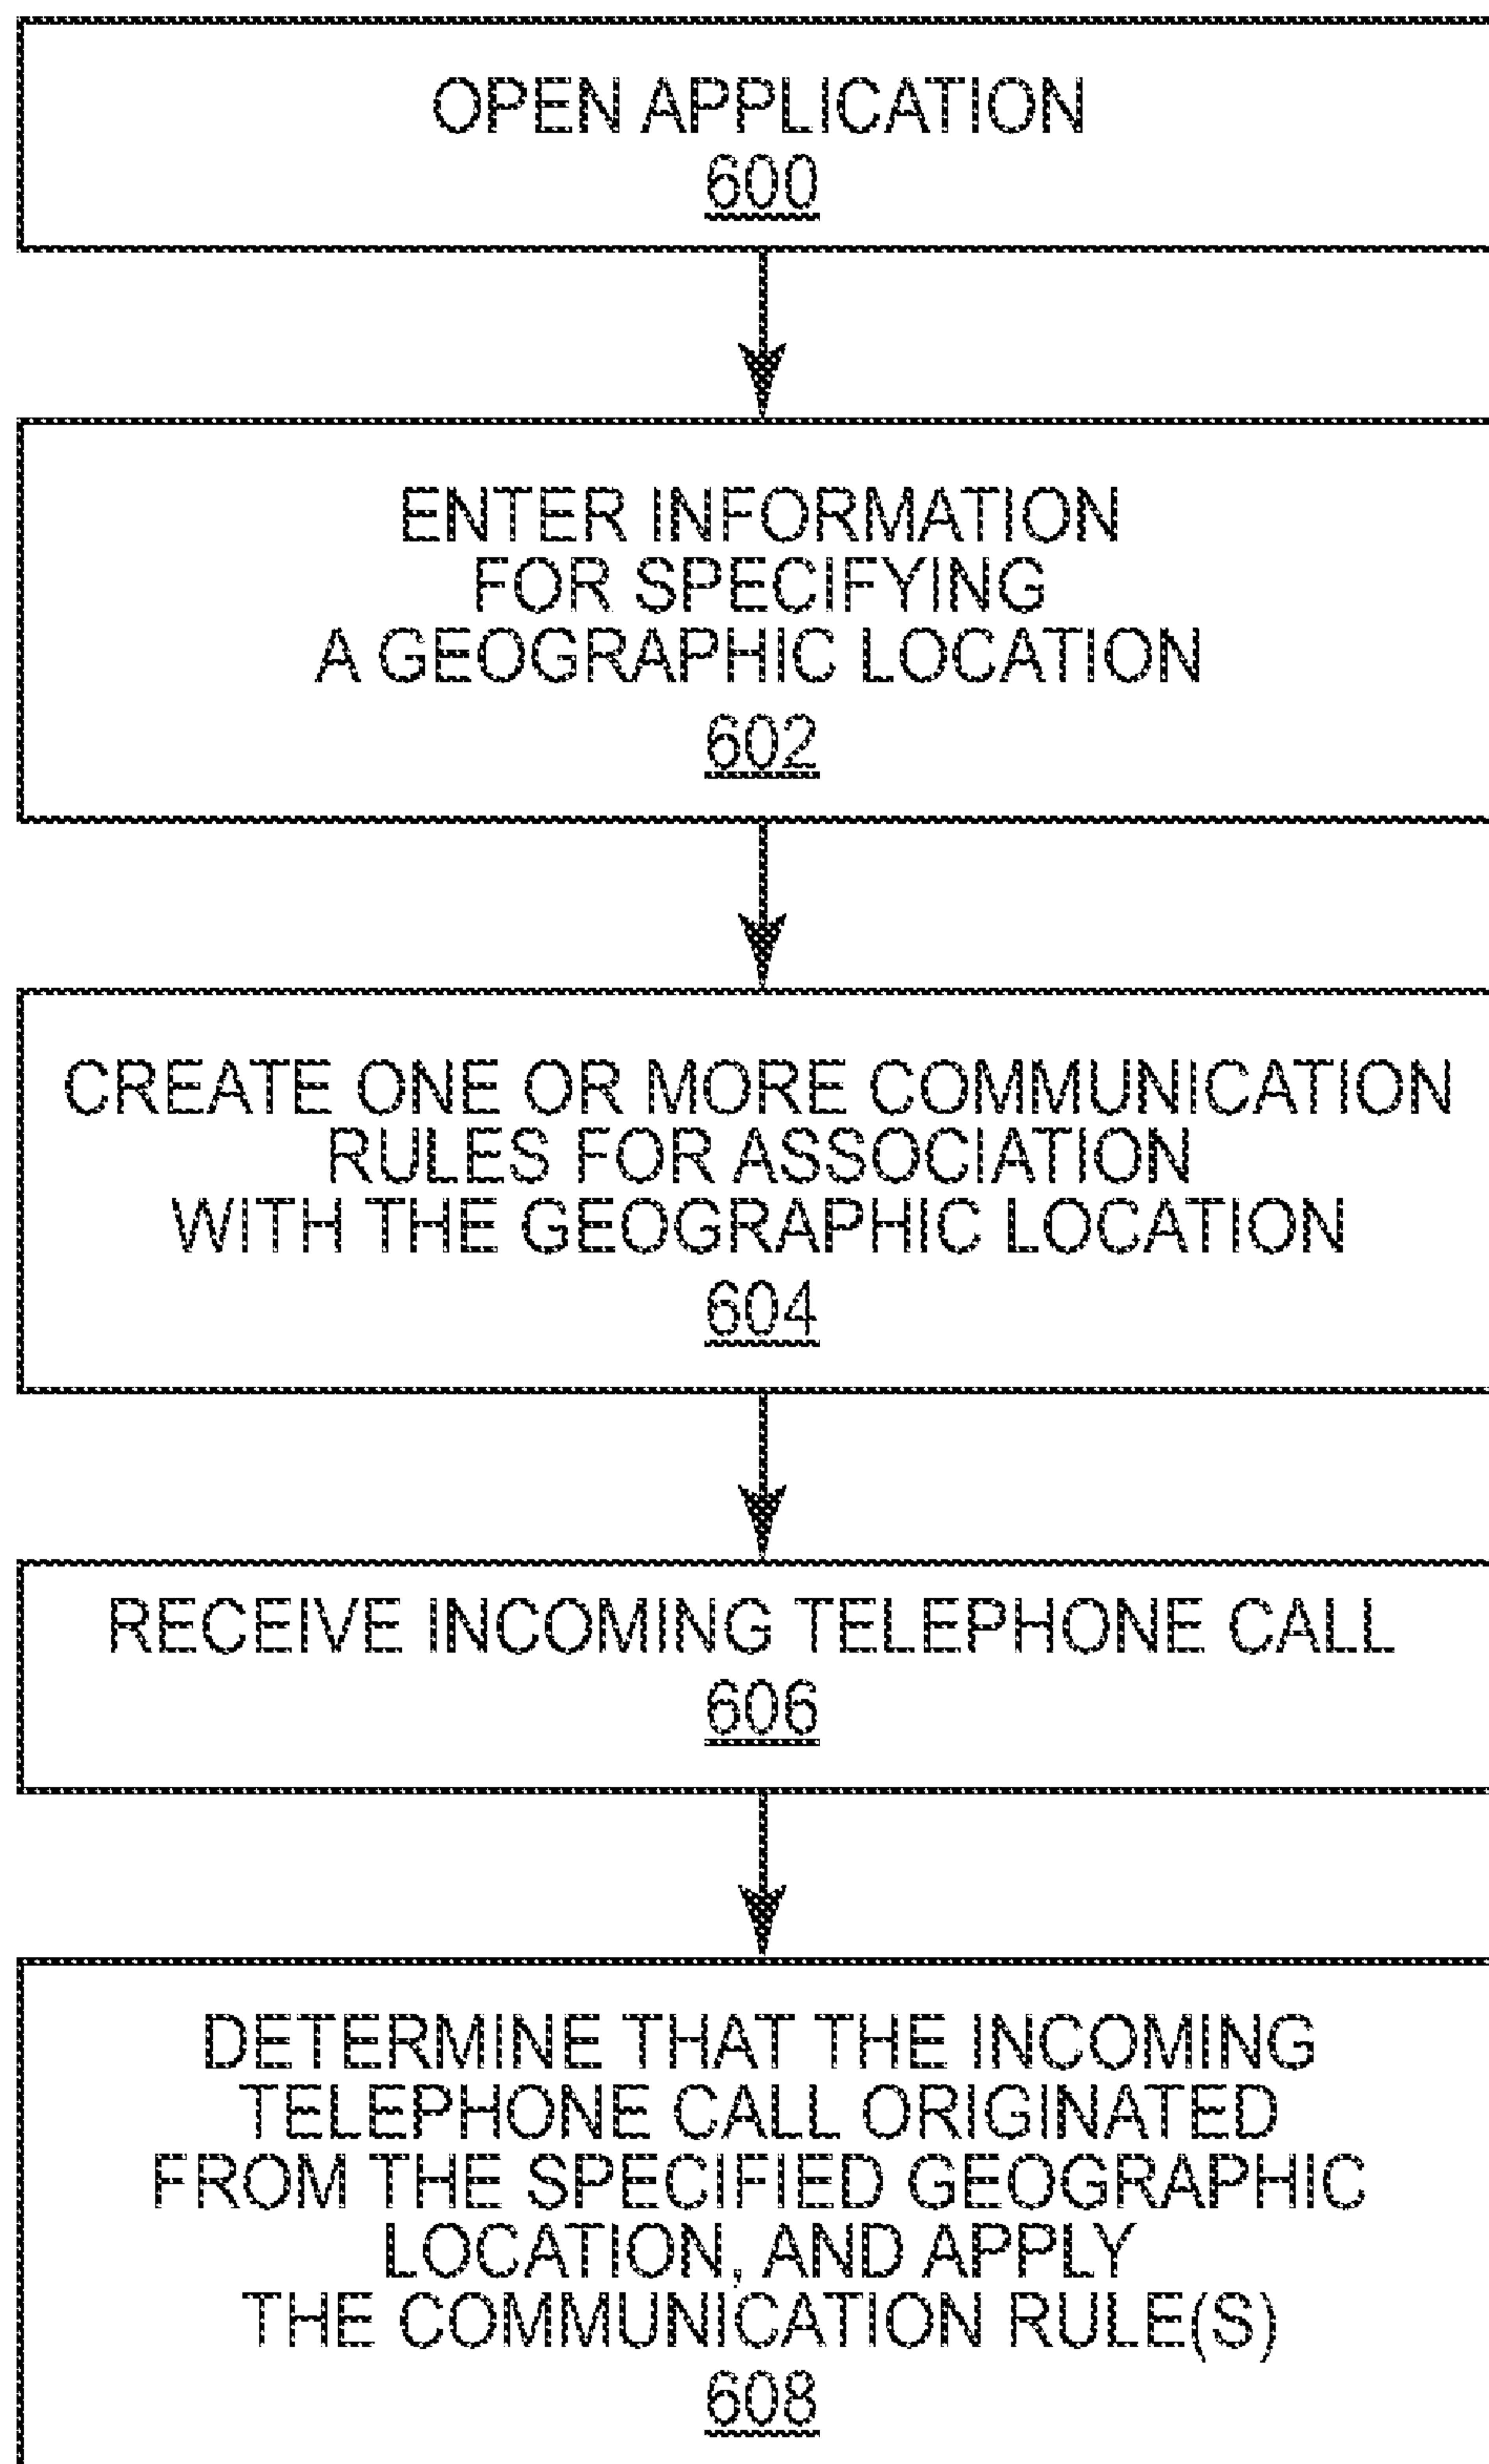 OPEN APPLICATION
600
ENTER INFORMATION
FOR SPECIFYING
A GEOGRAPHIC LOCATION
602
CREATE ONE OR MORE COMMUNICATION
RULES FOR ASSOCIATION
WITH THE GEOGRAPHIC LOCATION
604
RECEIVE INCOMING TELEPHONE CALL
606
DETERMINE THAT THE INCOMING
TELEPHONE CALL ORIGINATED
FROM THE SPECIFIED GEOGRAPHIC
LOCATION, AND APPLY
THE COMMUNICATION RULE(S)
608